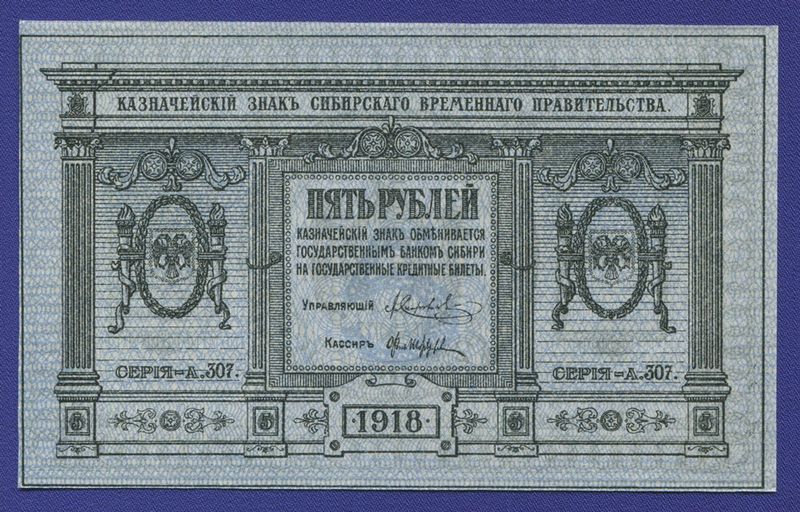 КАЗНАЧЕЙСКІЙ ЗНАКЪ СИБИРСКАГО ВРЕМЕННАГО ПРАВИТЕЛЬСТВА.
ПЯТЬ РУБЛЕЙ
КАЗНАЧЕЙСКІЙ ЗНАКЪ ОБМѢНИВАЕТСЯ
ГОСУДАРСТВЕННЫМЪ БАНКОМЪ СИБИРИ
НА ГОСУДАРСТВЕННЫЕ КРЕДИТНЫЕ БИЛЕТЫ.
УПРАВЛЯЮЩІЙ
КАССИРЪ
СЕРІЯ-А.307.
СЕРІЯ-А.307.
5
5
·1918·
5
5